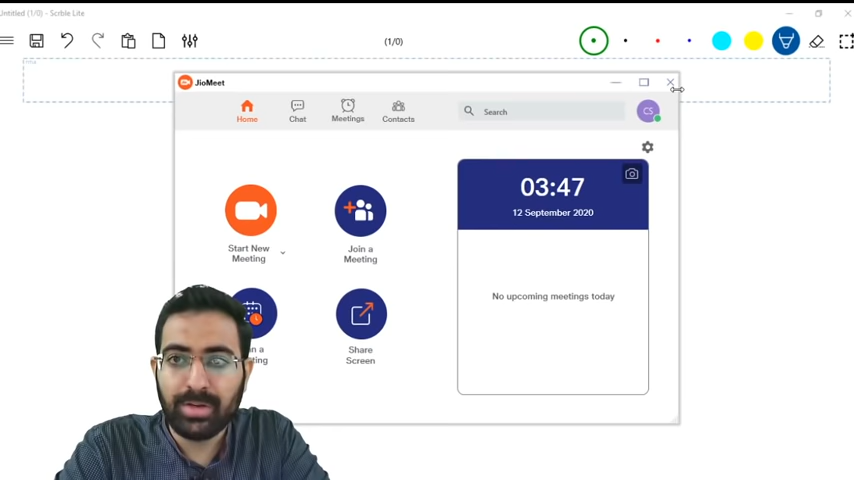 Untitled (1/0) - Scrble Lite
(1/0)
Title
JioMeet
Home
Chat
Meetings
Contacts
Search
CS
Start New
Meeting
Join a
Meeting
03:47
12 September 2020
No upcoming meetings today
Share
Screen